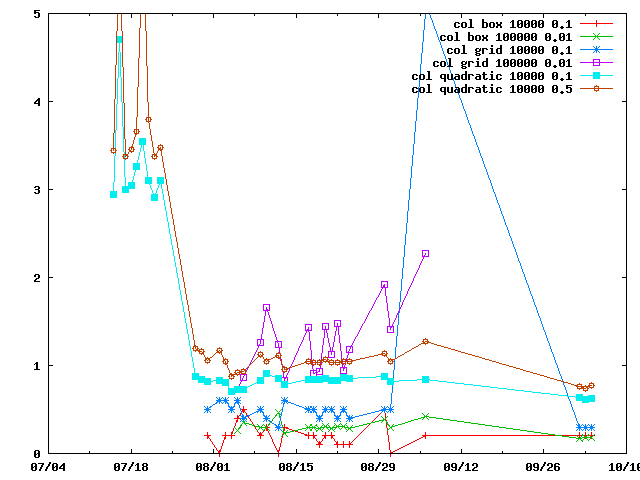 5
col box 10000 0.1
col box 100000 0.01
col grid 10000 0.1
col grid 100000 0.01
col quadratic 10000 0.1
col quadratic 10000 0.5
4
3
2
1
0
07/04 07/18 08/01 08/15 08/29 09/12 09/26 10/10